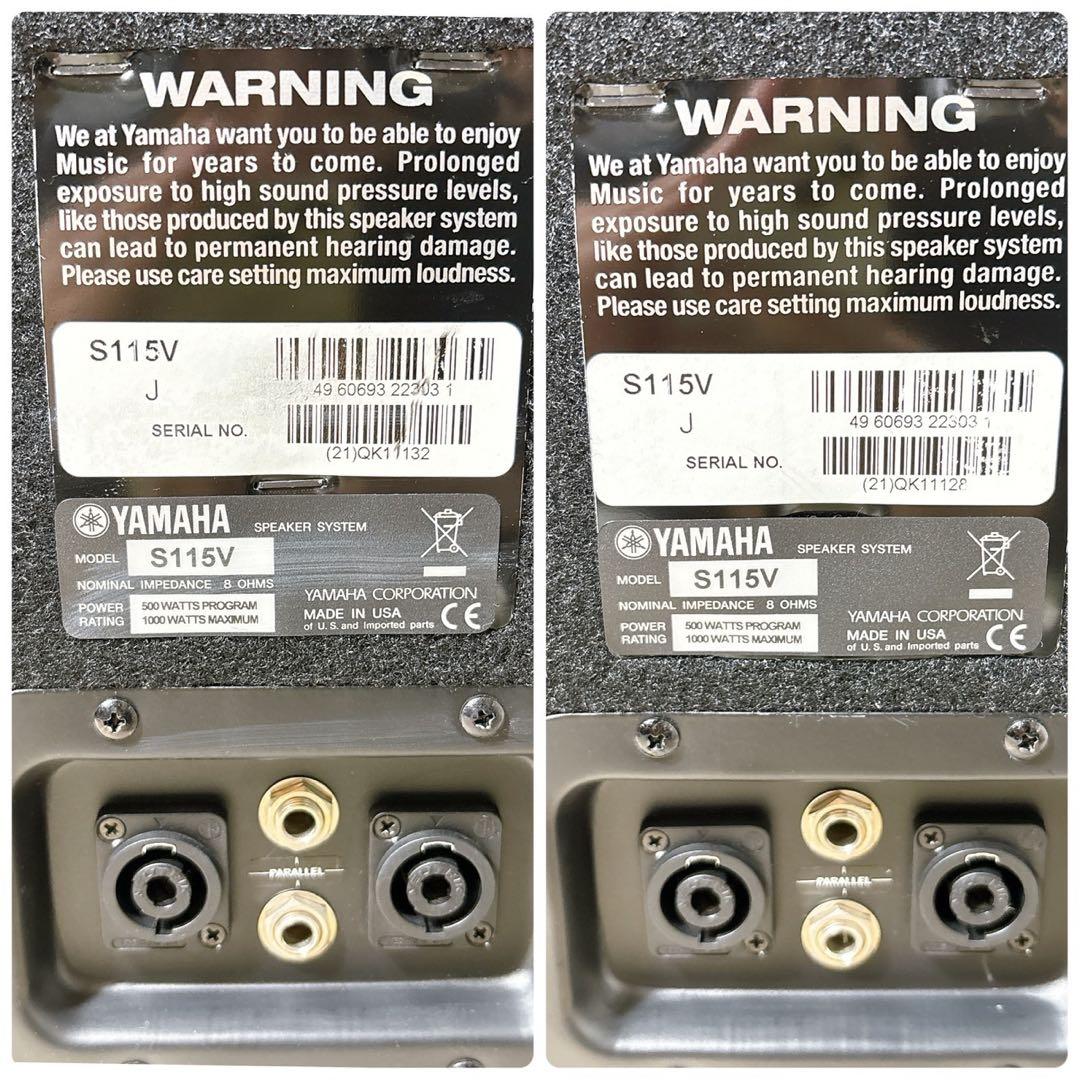 WARNING
We at Yamaha want you to be able to enjoy
Music for years to come. Prolonged
exposure to high sound pressure levels,
like those produced by this speaker system
can lead to permanent hearing damage.
Please use care setting maximum loudness.
S115V
J
49 60693 22303 1
SERIAL NO.
(21)QK11132
YAMAHA SPEAKER SYSTEM
MODEL S115V
NOMINAL IMPEDANCE 8 OHMS
POWER RATING 500 WATTS PROGRAM
1000 WATTS MAXIMUM
YAMAHA CORPORATION
MADE IN USA
of U.S. and Imported parts CE
PARALLEL
WARNING
We at Yamaha want you to be able to enjoy
Music for years to come. Prolonged
exposure to high sound pressure levels,
like those produced by this speaker system
can lead to permanent hearing damage.
Please use care setting maximum loudness.
S115V
J
49 60693 22303 1
SERIAL NO.
(21)QK11128
YAMAHA SPEAKER SYSTEM
MODEL S115V
NOMINAL IMPEDANCE 8 OHMS
POWER RATING 500 WATTS PROGRAM
1000 WATTS MAXIMUM
YAMAHA CORPORATION
MADE IN USA
of U.S. and Imported parts CE
PARALLEL